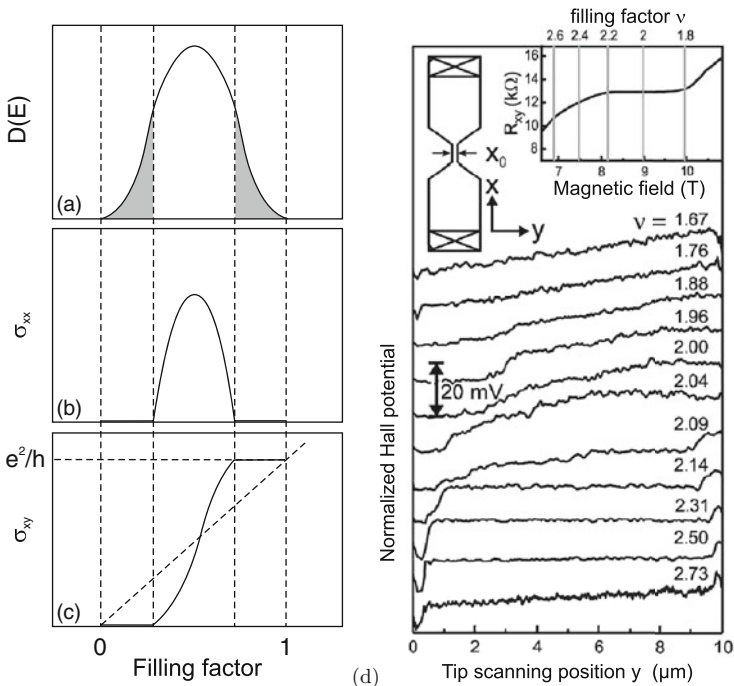 D(E)
(a)
σxx
(b)
e²/h
σxy
(c)
0
1
Filling factor
(d)
filling factor ν
2.6 2.4 2.2 2 1.8
16
14
12
10
8
Rxy (kΩ)
7 8 9 10
Magnetic field (T)
x₀
x
y
ν = 1.67
1.76
1.88
1.96
2.00
2.04
2.09
2.14
2.31
2.50
2.73
20 mV
Normalized Hall potential
0 2 4 6 8 10
Tip scanning position y (µm)